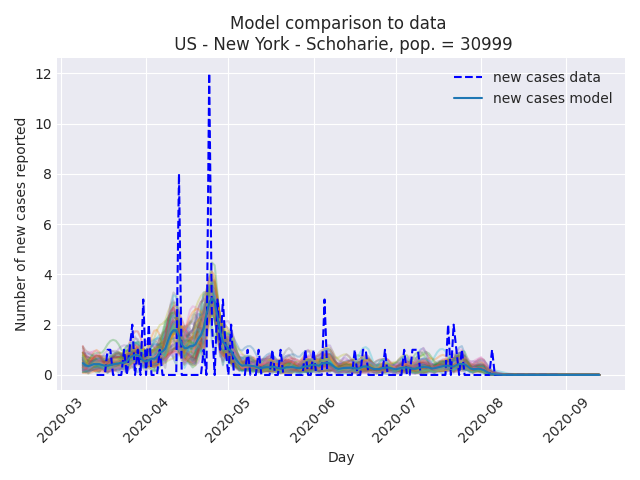 Model comparison to data
US - New York - Schoharie, pop. = 30999
new cases data
new cases model
Number of new cases reported
12
10
8
6
4
2
0
2020-03
2020-04
2020-05
2020-06
2020-07
2020-08
2020-09
Day